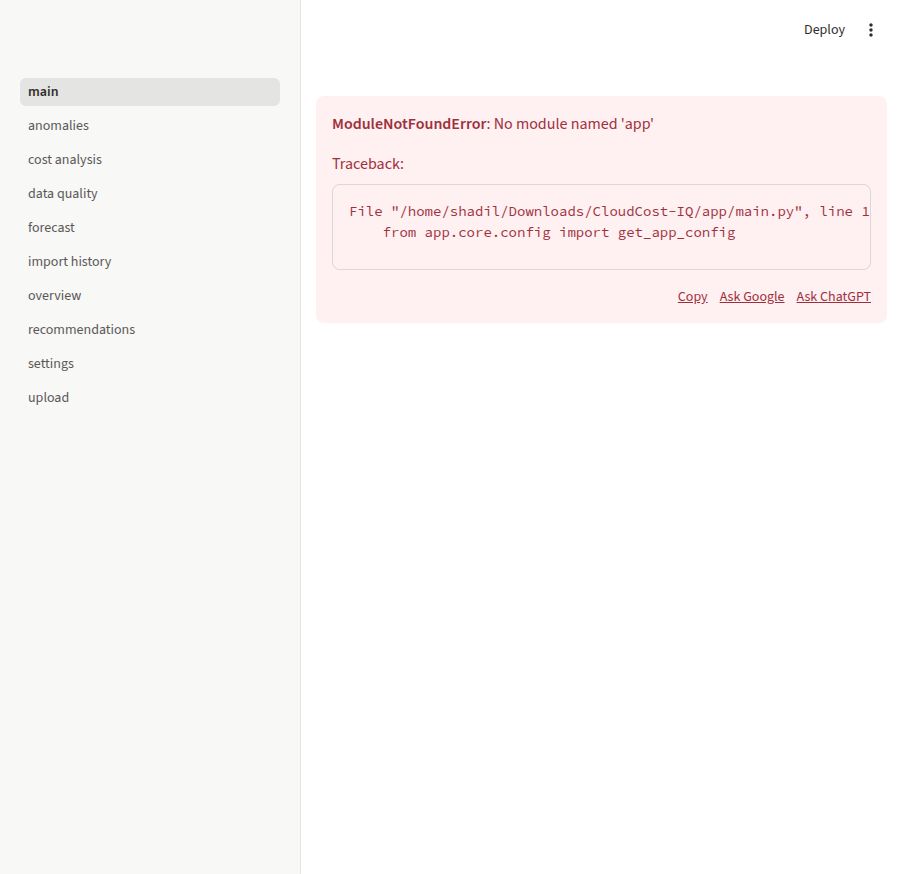 Deploy
main
anomalies
cost analysis
data quality
forecast
import history
overview
recommendations
settings
upload
ModuleNotFoundError: No module named 'app'
Traceback:
File "/home/shadil/Downloads/CloudCost-IQ/app/main.py", line 1
from app.core.config import get_app_config
Copy Ask Google Ask ChatGPT